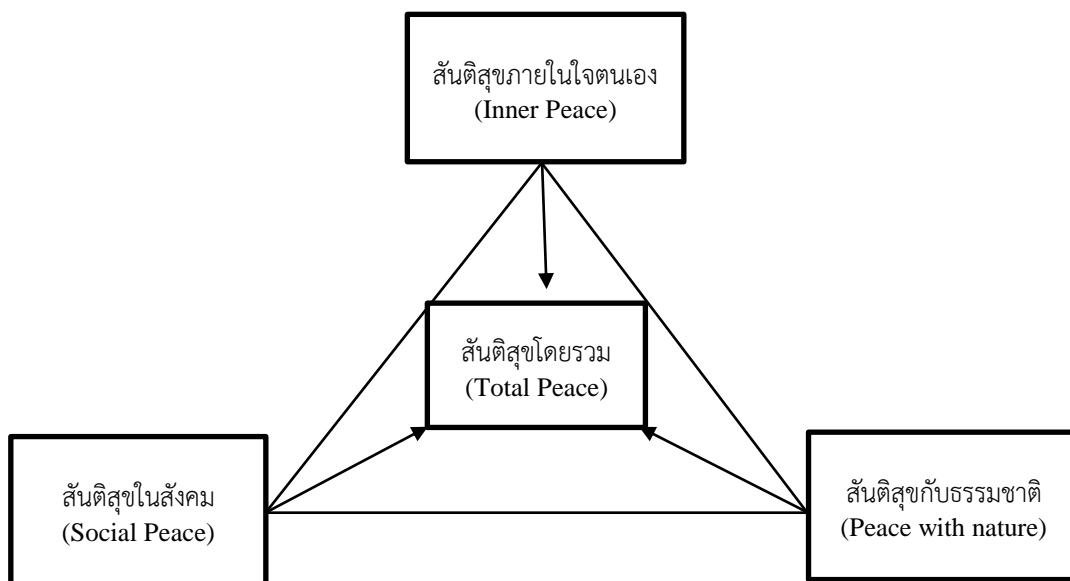 สันติสุขภายในใจตนเอง
(Inner Peace)
สันติสุขโดยรวม
(Total Peace)
สันติสุขในสังคม
(Social Peace)
สันติสุขกับธรรมชาติ
(Peace with nature)